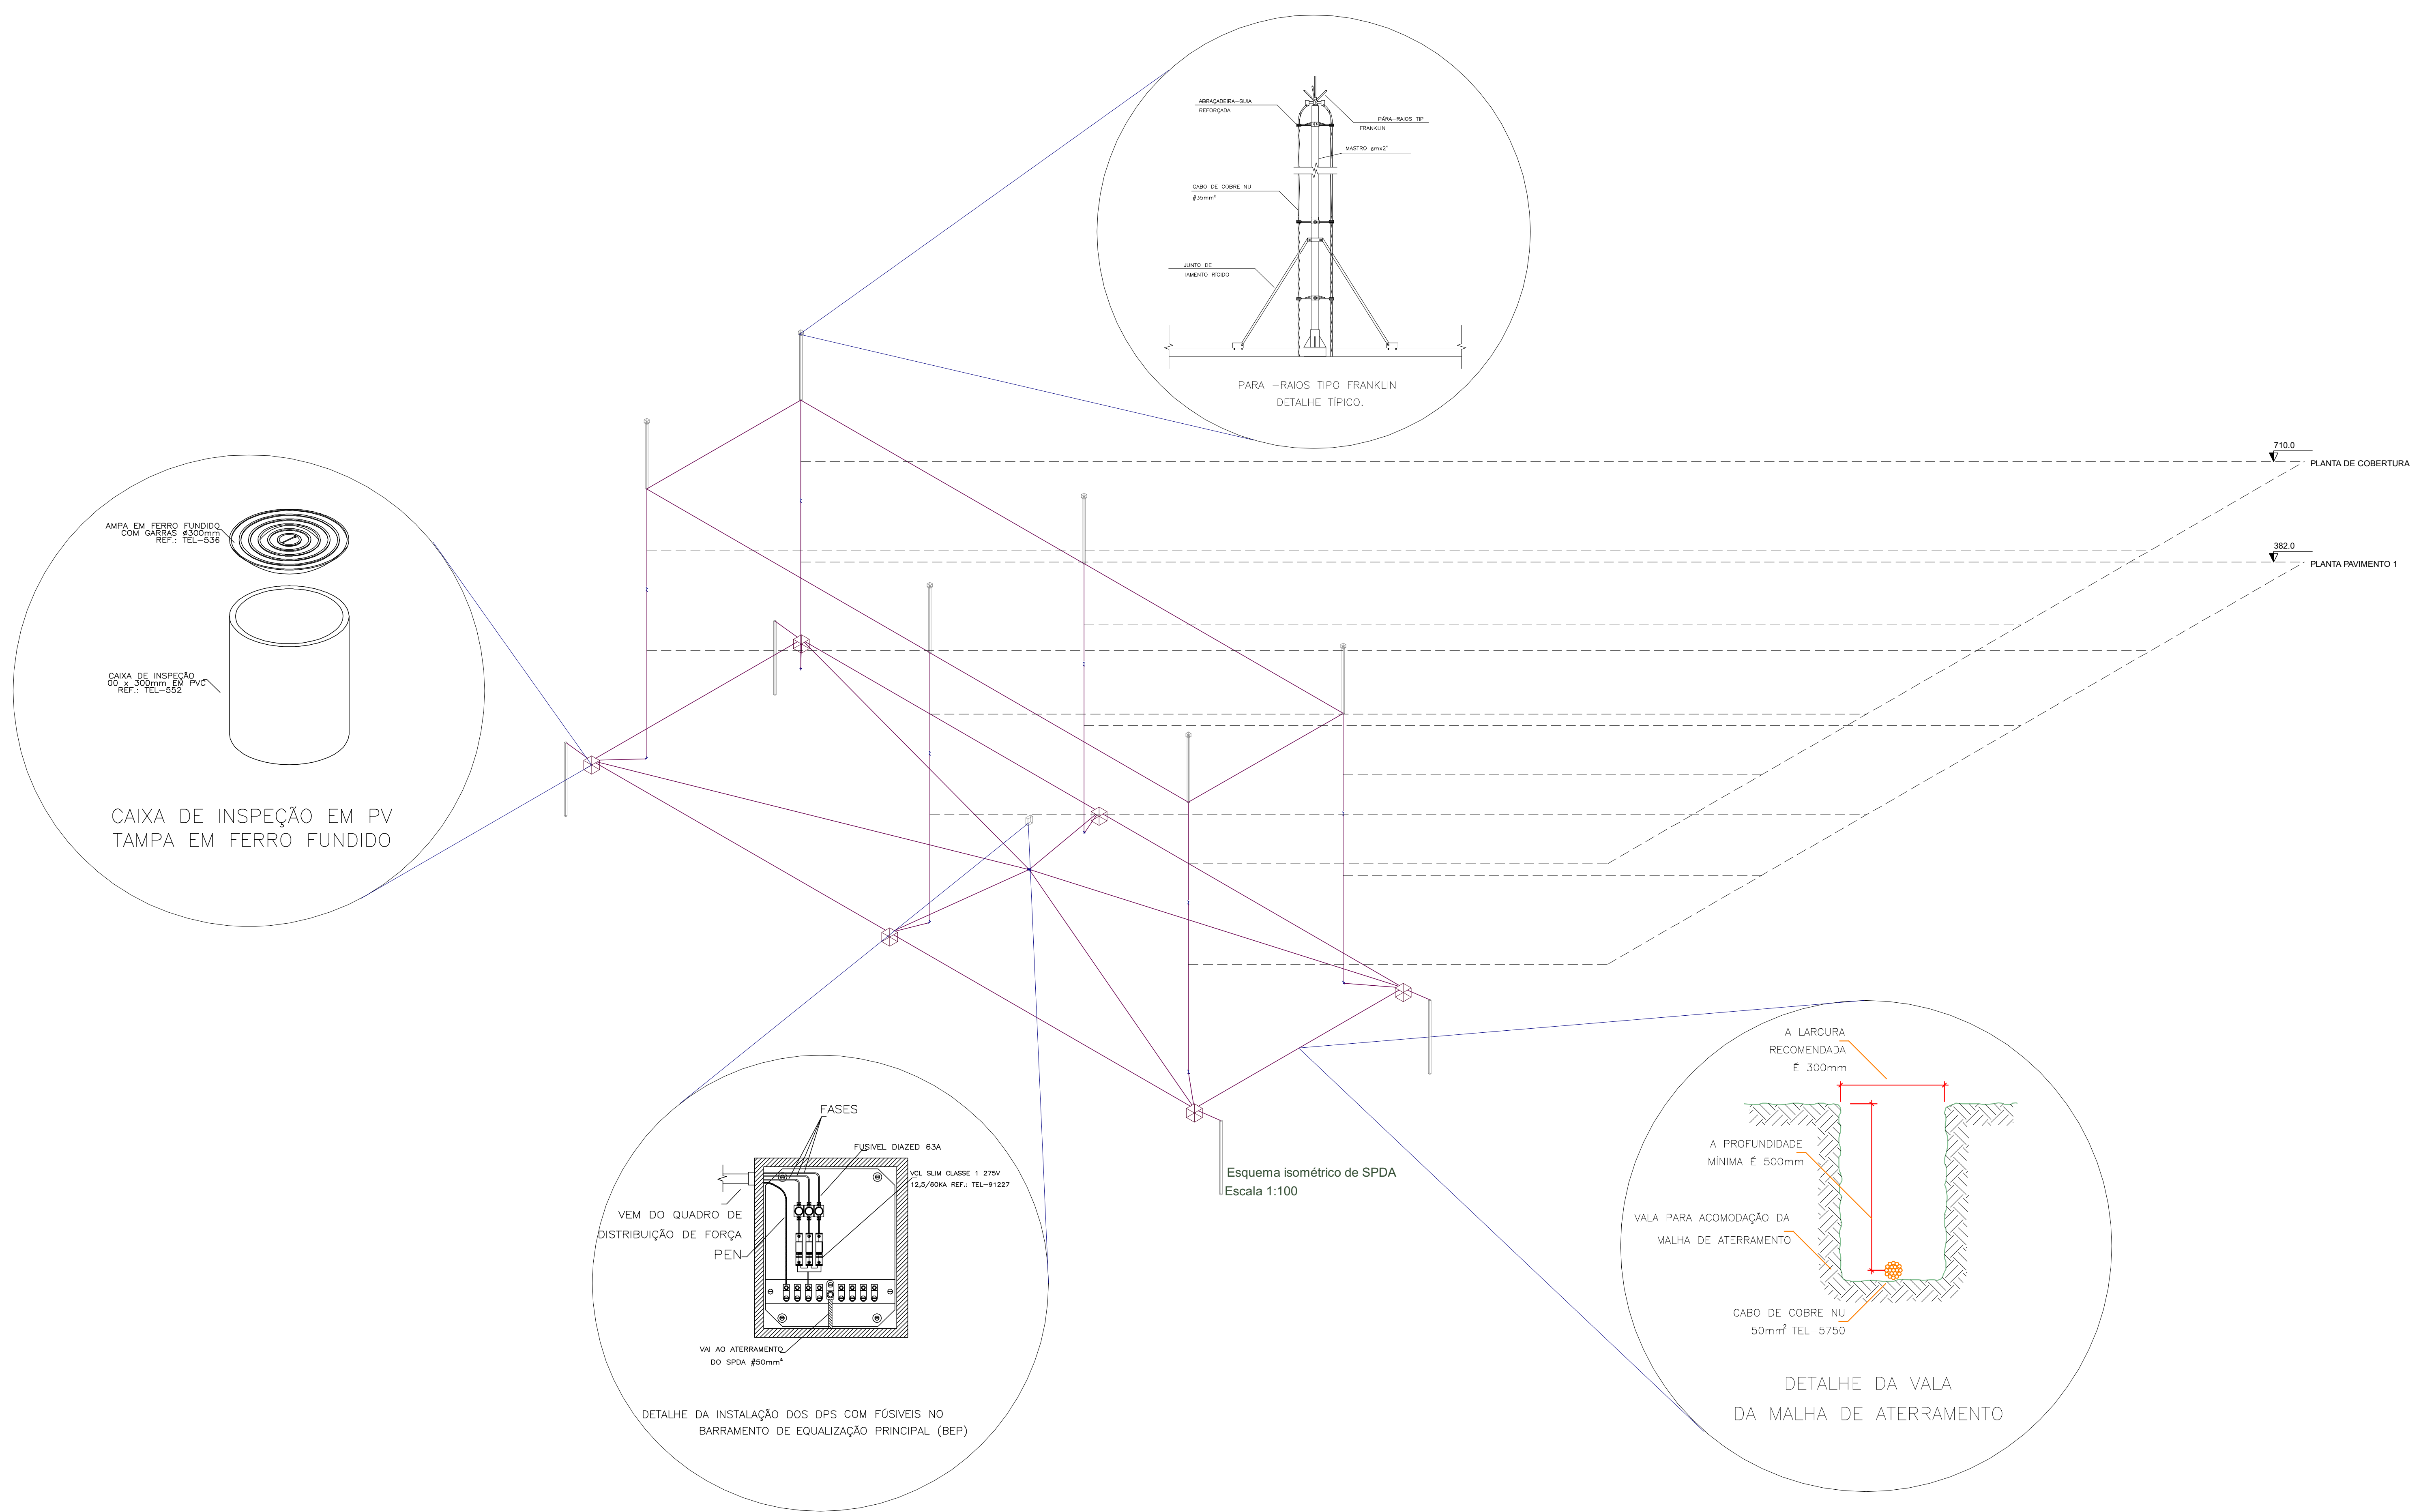 ABRAÇADEIRA-GUIA
REFORÇADA
PÁRA-RAIOS TIP
FRANKLIN
MASTRO 6mx2"
CABO DE COBRE NU
#35mm²
JUNTO DE
IAMENTO RÍGIDO
PARA -RAIOS TIPO FRANKLIN
DETALHE TÍPICO.
710.0
PLANTA DE COBERTURA
382.0
PLANTA PAVIMENTO 1
AMPA EM FERRO FUNDIDO
COM GARRAS ø300mm
REF.: TEL-536
CAIXA DE INSPEÇÃO
00 x 300mm EM PVC
REF.: TEL-552
CAIXA DE INSPEÇÃO EM PV
TAMPA EM FERRO FUNDIDO
FASES
FUSIVEL DIAZED 63A
VCL SLIM CLASSE 1 275V
12,5/60KA REF.: TEL-91227
VEM DO QUADRO DE
DISTRIBUIÇÃO DE FORÇA
PEN
VAI AO ATERRAMENTO
DO SPDA #50mm²
DETALHE DA INSTALAÇÃO DOS DPS COM FÚSIVEIS NO
BARRAMENTO DE EQUALIZAÇÃO PRINCIPAL (BEP)
Esquema isométrico de SPDA
Escala 1:100
A LARGURA
RECOMENDADA
É 300mm
A PROFUNDIDADE
MÍNIMA É 500mm
VALA PARA ACOMODAÇÃO DA
MALHA DE ATERRAMENTO
CABO DE COBRE NU
50mm² TEL-5750
DETALHE DA VALA
DA MALHA DE ATERRAMENTO